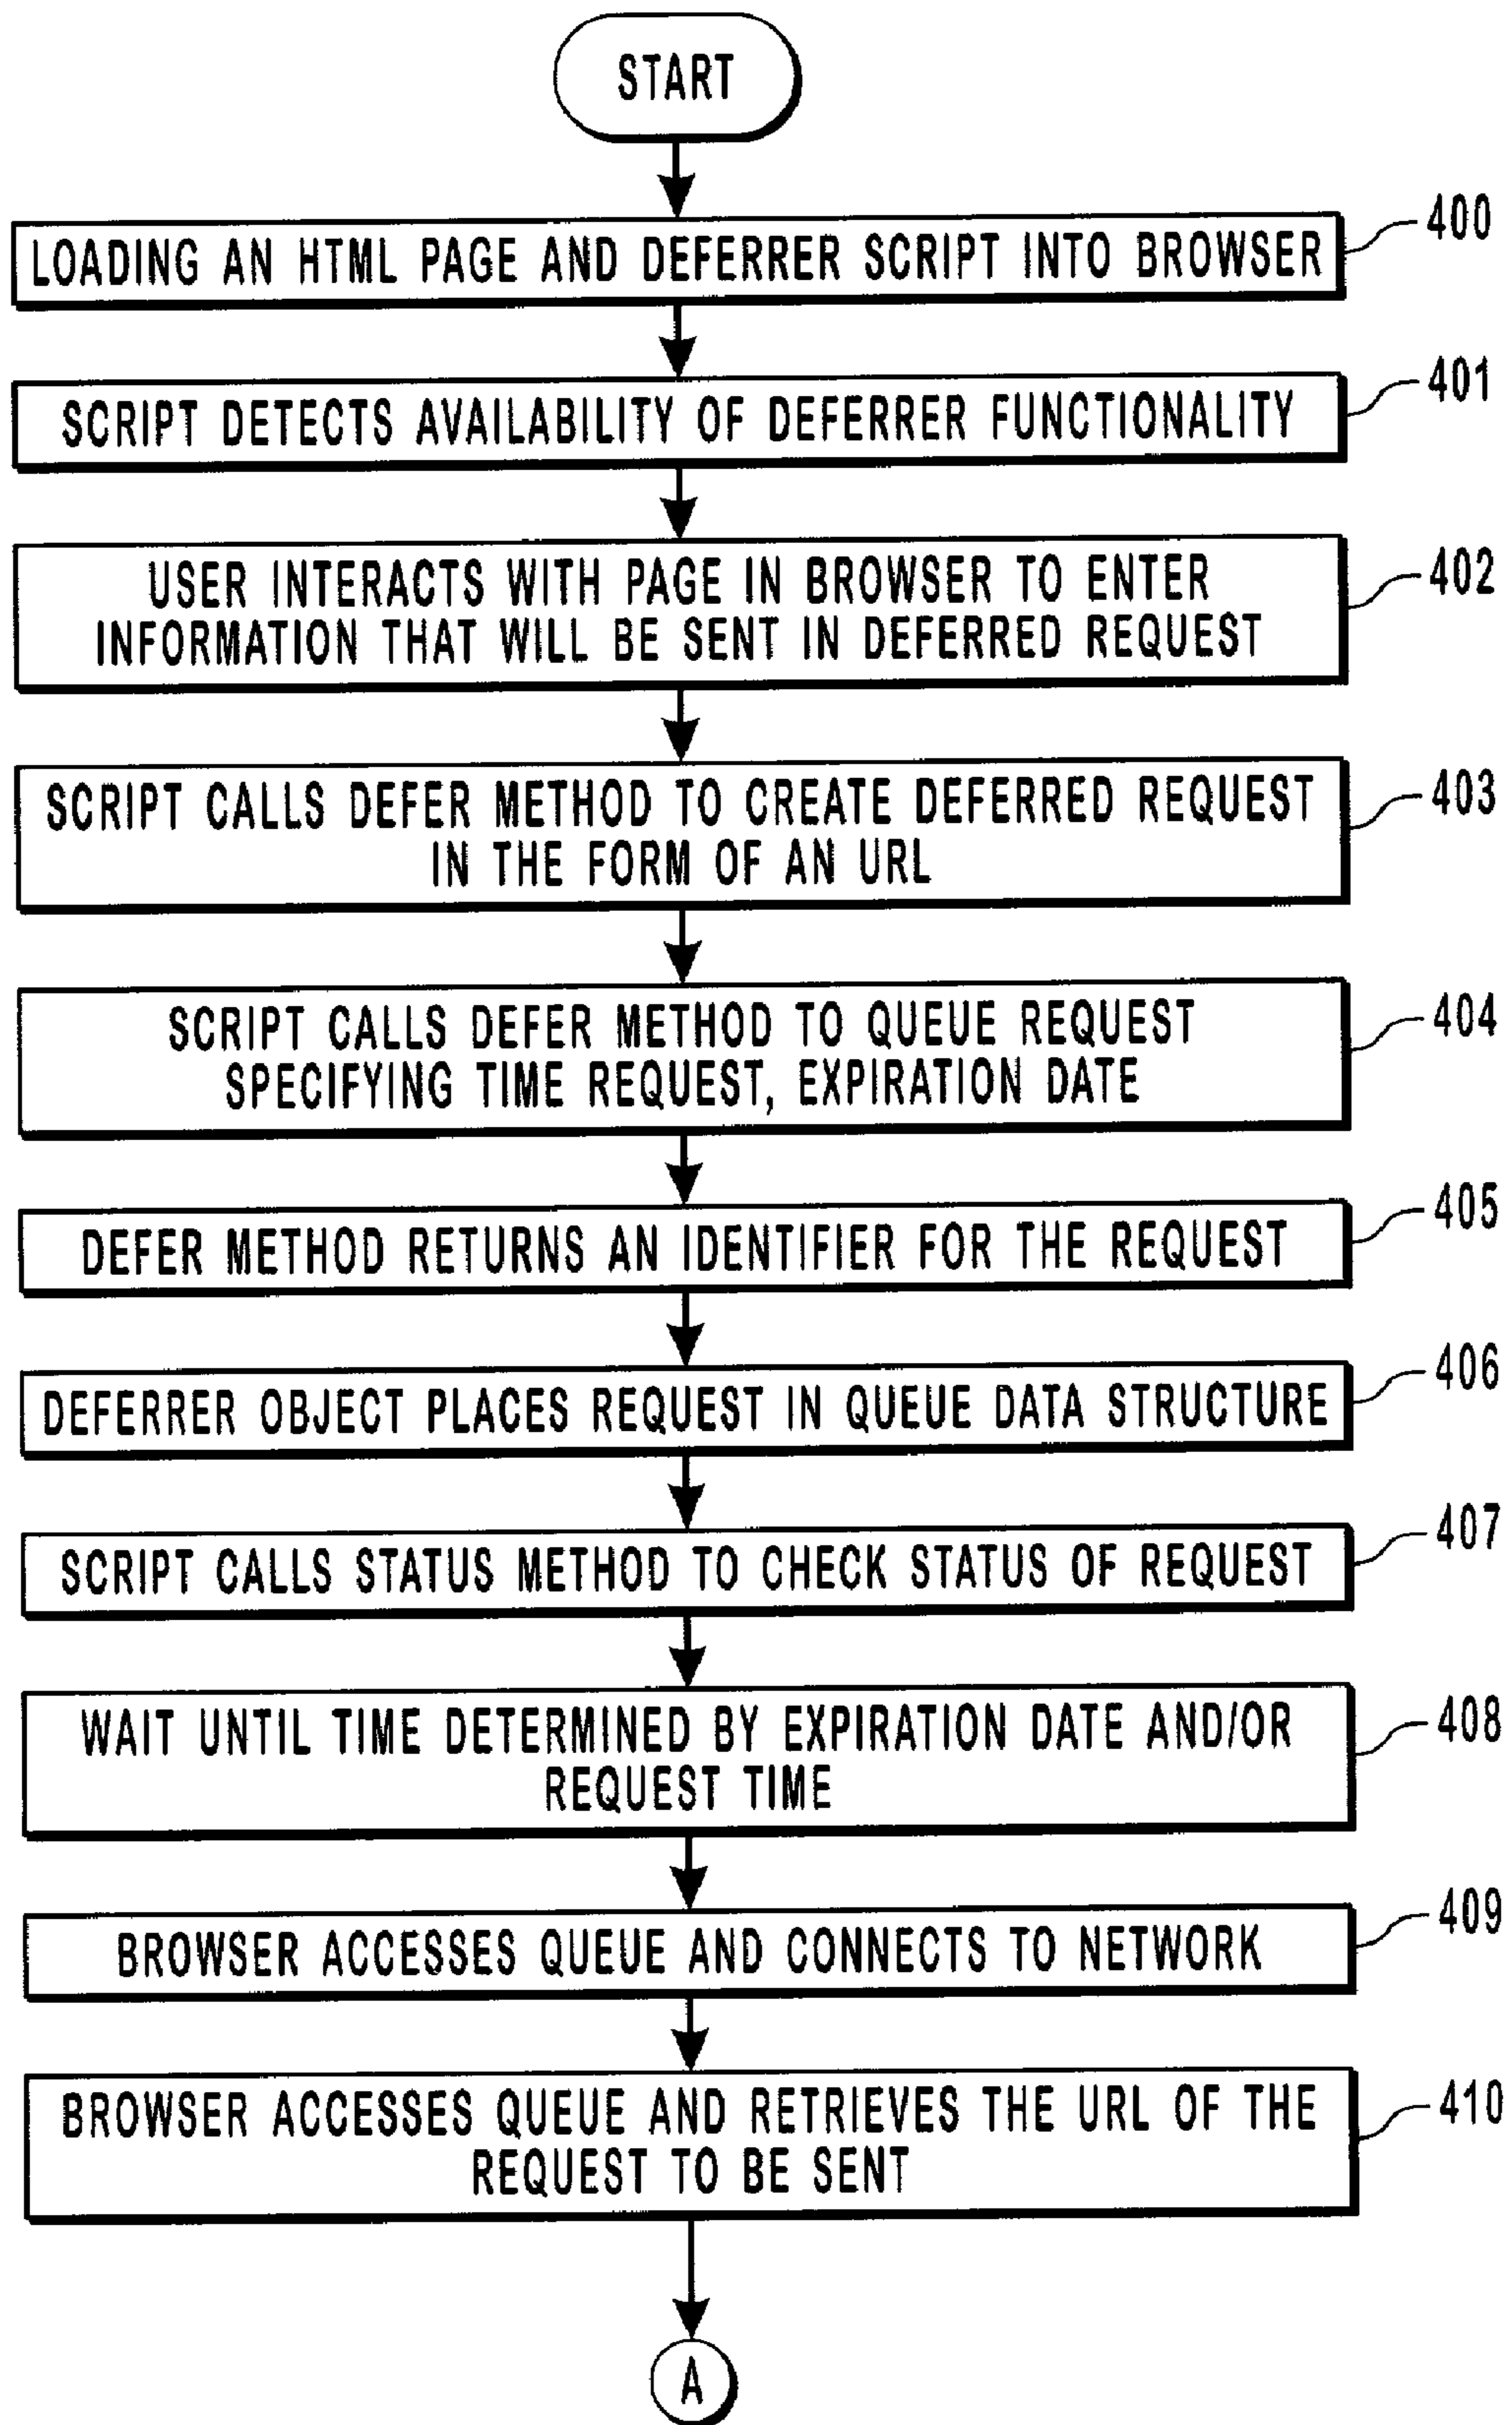 START
LOADING AN HTML PAGE AND DEFERRER SCRIPT INTO BROWSER
400
SCRIPT DETECTS AVAILABILITY OF DEFERRER FUNCTIONALITY
401
USER INTERACTS WITH PAGE IN BROWSER TO ENTER
INFORMATION THAT WILL BE SENT IN DEFERRED REQUEST
402
SCRIPT CALLS DEFER METHOD TO CREATE DEFERRED REQUEST
IN THE FORM OF AN URL
403
SCRIPT CALLS DEFER METHOD TO QUEUE REQUEST
SPECIFYING TIME REQUEST, EXPIRATION DATE
404
DEFER METHOD RETURNS AN IDENTIFIER FOR THE REQUEST
405
DEFERRER OBJECT PLACES REQUEST IN QUEUE DATA STRUCTURE
406
SCRIPT CALLS STATUS METHOD TO CHECK STATUS OF REQUEST
407
WAIT UNTIL TIME DETERMINED BY EXPIRATION DATE AND/OR
REQUEST TIME
408
BROWSER ACCESSES QUEUE AND CONNECTS TO NETWORK
409
BROWSER ACCESSES QUEUE AND RETRIEVES THE URL OF THE
REQUEST TO BE SENT
410
A